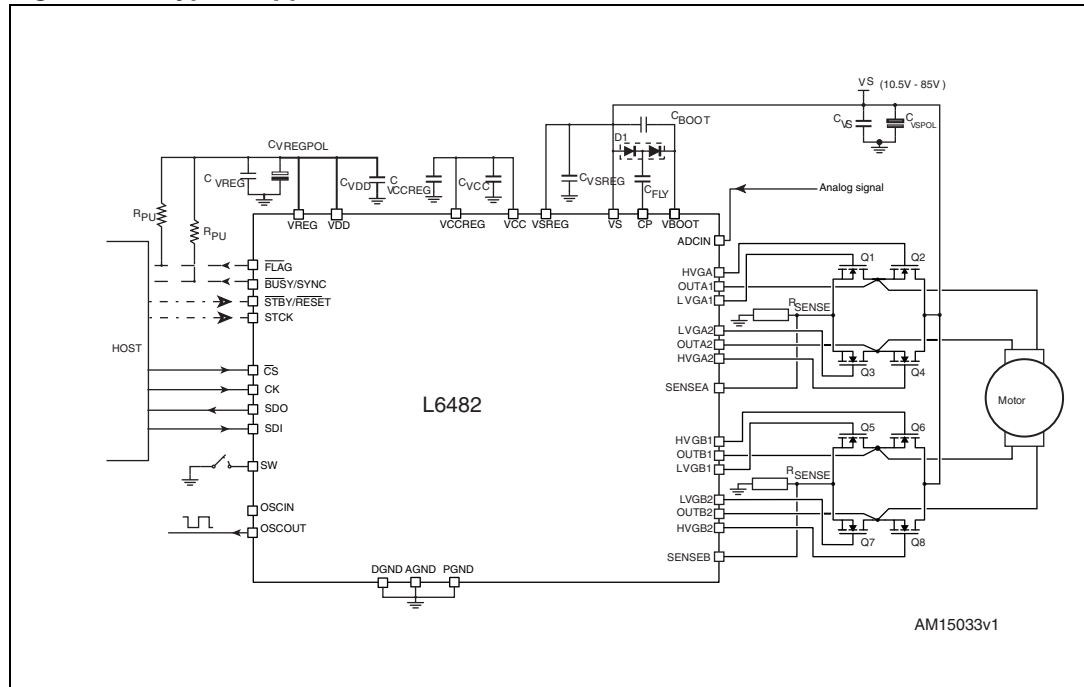 VS (10.5V - 85V )
CBOOT
D1
CVS
CVSPOL
CVREGPOL
CVREG
CVDD
CVCCREG
CVCC
CVSREG
CFLY
Analog signal
RPU
RPU
VREG
VDD
VCCREG
VCC
VSREG
VS
CP
VBOOT
ADCIN
FLAG
BUSY/SYNC
STBY/RESET
STCK
HOST
CS
CK
SDO
SDI
SW
OSCIN
OSCOUT
L6482
HVGA
OUTA1
LVGA1
RSENSE
LVGA2
OUTA2
HVGA2
SENSEA
Q1
Q2
Q3
Q4
Motor
HVGB1
OUTB1
LVGB1
RSENSE
LVGB2
OUTB2
HVGB2
SENSEB
Q5
Q6
Q7
Q8
DGND
AGND
PGND
AM15033v1